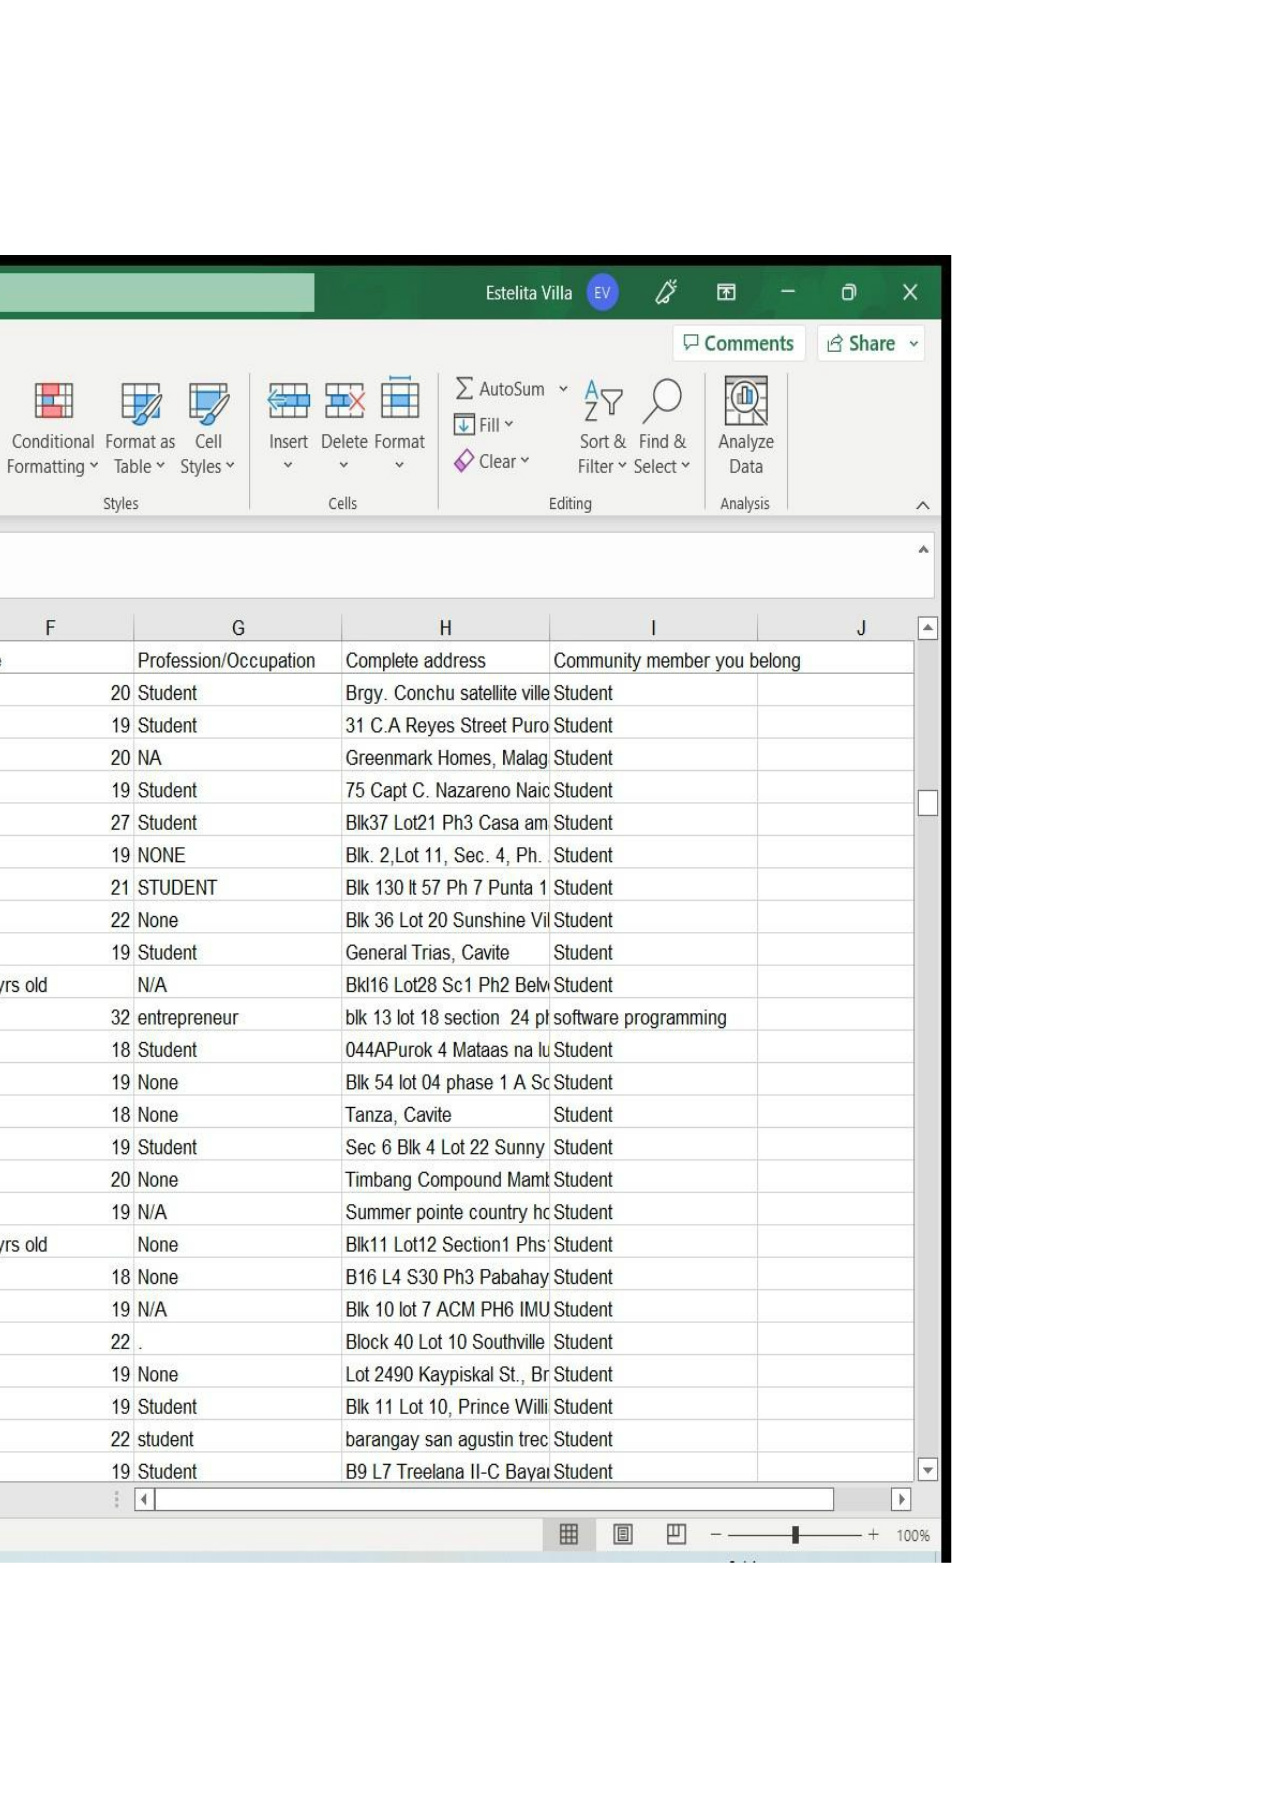 Estelita Villa EV
Comments Share
Conditional Format as Cell Insert Delete Format AutoSum Sort & Find & Analyze
Formatting Table Styles Fill Filter Select Data
Clear
Styles Cells Editing Analysis
F G H I J
Profession/Occupation Complete address Community member you belong
20 Student Brgy. Conchu satellite ville Student
19 Student 31 C.A Reyes Street Puro Student
20 NA Greenmark Homes, Malag Student
19 Student 75 Capt C. Nazareno Naic Student
27 Student Blk37 Lot21 Ph3 Casa am Student
19 NONE Blk. 2,Lot 11, Sec. 4, Ph. Student
21 STUDENT Blk 130 lt 57 Ph 7 Punta 1 Student
22 None Blk 36 Lot 20 Sunshine Vil Student
19 Student General Trias, Cavite Student
yrs old N/A Bkl16 Lot28 Sc1 Ph2 Belv Student
32 entrepreneur blk 13 lot 18 section 24 ph software programming
18 Student 044APurok 4 Mataas na lu Student
19 None Blk 54 lot 04 phase 1 A So Student
18 None Tanza, Cavite Student
19 Student Sec 6 Blk 4 Lot 22 Sunny Student
20 None Timbang Compound Mamb Student
19 N/A Summer pointe country ho Student
yrs old None Blk11 Lot12 Section1 Phs1 Student
18 None B16 L4 S30 Ph3 Pabahay Student
19 N/A Blk 10 lot 7 ACM PH6 IMU Student
22 . Block 40 Lot 10 Southville Student
19 None Lot 2490 Kaypiskal St., Br Student
19 Student Blk 11 Lot 10, Prince Willi Student
22 student barangay san agustin trec Student
19 Student B9 L7 Treelana II-C Bayan Student
100%